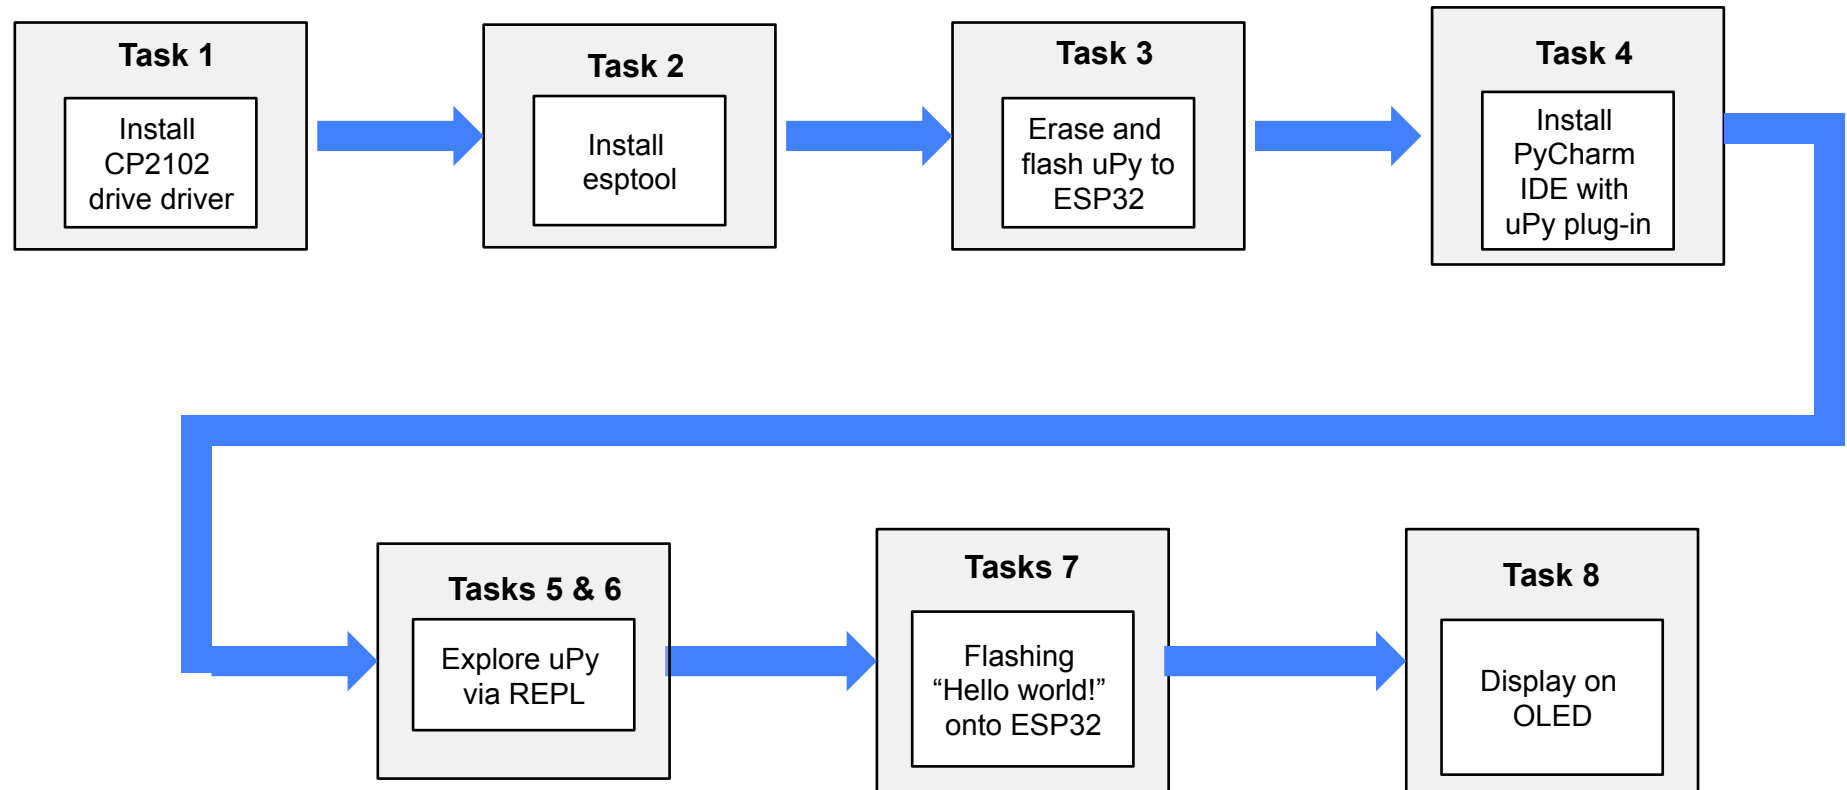 Task 1
Install
CP2102
drive driver
Task 2
Install
esptool
Task 3
Erase and
flash uPy to
ESP32
Task 4
Install
PyCharm
IDE with
uPy plug-in
Tasks 5 & 6
Explore uPy
via REPL
Tasks 7
Flashing
“Hello world!”
onto ESP32
Task 8
Display on
OLED